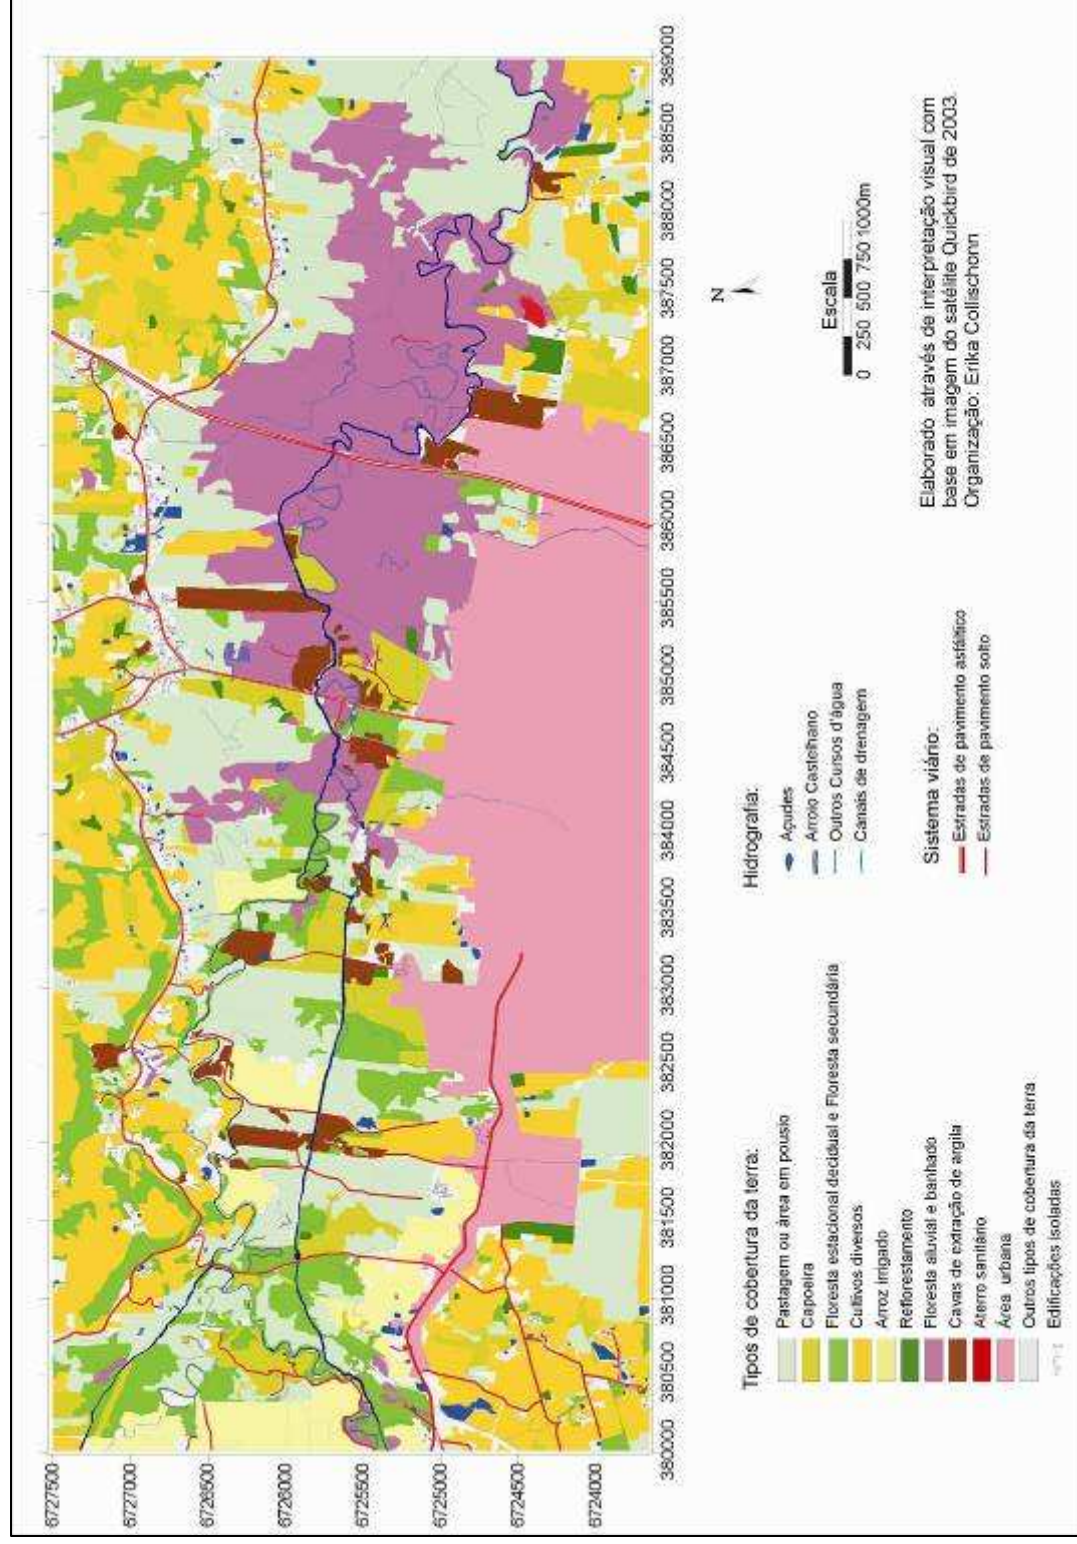 6727500
6727000
6726500
6726000
6725500
6725000
6724500
6724000
380000 380500 381000 381500 382000 382500 383000 383500 384000 384500 385000 385500 386000 386500 387000 387500 388000 388500 389000
Tipos de cobertura da terra:
Pastagem ou área em pousio
Capoeira
Floresta estacional decidual e Floresta secundária
Cultivos diversos
Arroz irrigado
Reflorestamento
Floresta aluvial e banhado
Cavas de extração de argila
Aterro sanitário
Área urbana
Outros tipos de cobertura da terra
Edificações isoladas
Hidrografia:
Açudes
Arroio Castelhano
Outros Cursos d'água
Canais de drenagem
Sistema viário:
Estradas de pavimento asfáltico
Estradas de pavimento solto
N
Escala
0 250 500 750 1000m
Elaborado através de interpretação visual com
base em imagem do satélite Quickbird de 2003.
Organização: Erika Collischonn